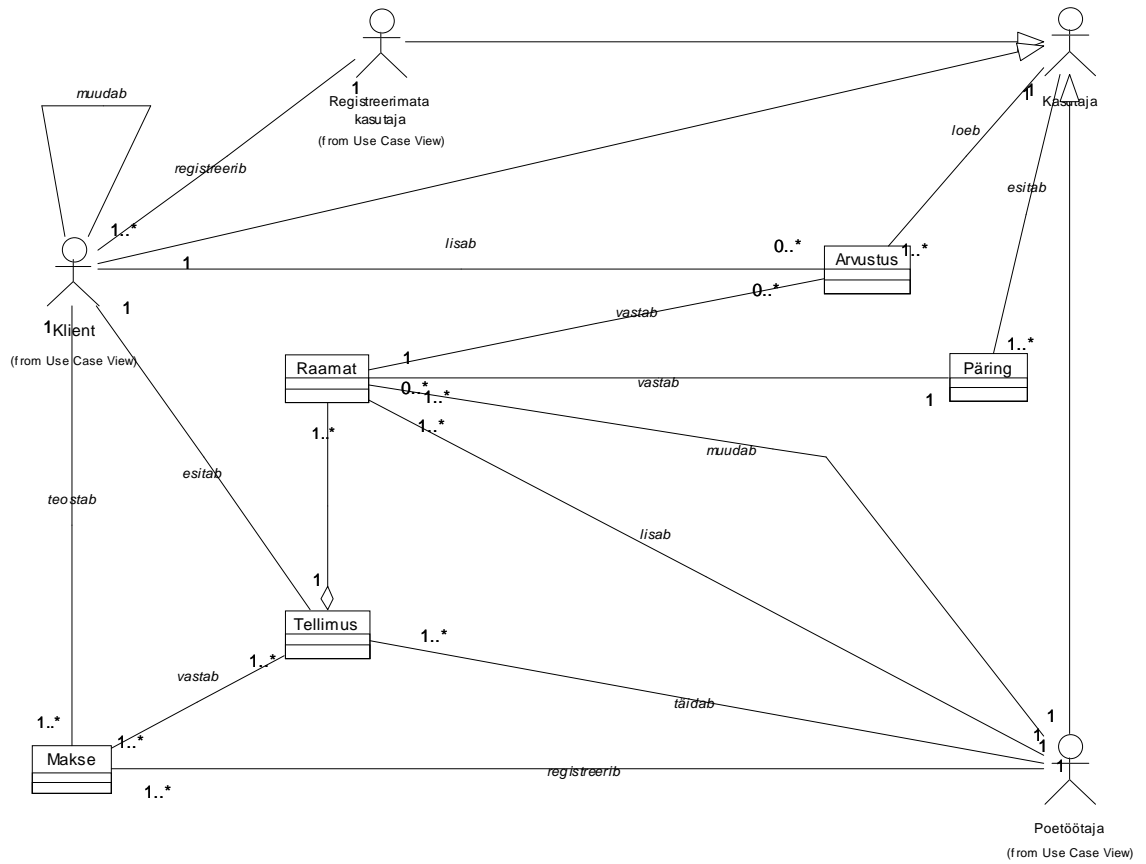 muudab
1
Registreerimata
kasutaja
(from Use Case View)
1
1
Kasutaja
loeb
registreerib
esitab
1..*
lisab
0..*
1..*
1
Arvustus
0..*
1
1
vastab
Klient
(from Use Case View)
1
1..*
Raamat
Päring
vastab
0..*
1..*
1
1..*
1..*
muudab
esitab
teostab
lisab
1
Tellimus
1..*
1..*
vastab
täidab
1..*
1..*
1
1
1
Makse
1
registreerib
1..*
Poetöötaja
(from Use Case View)